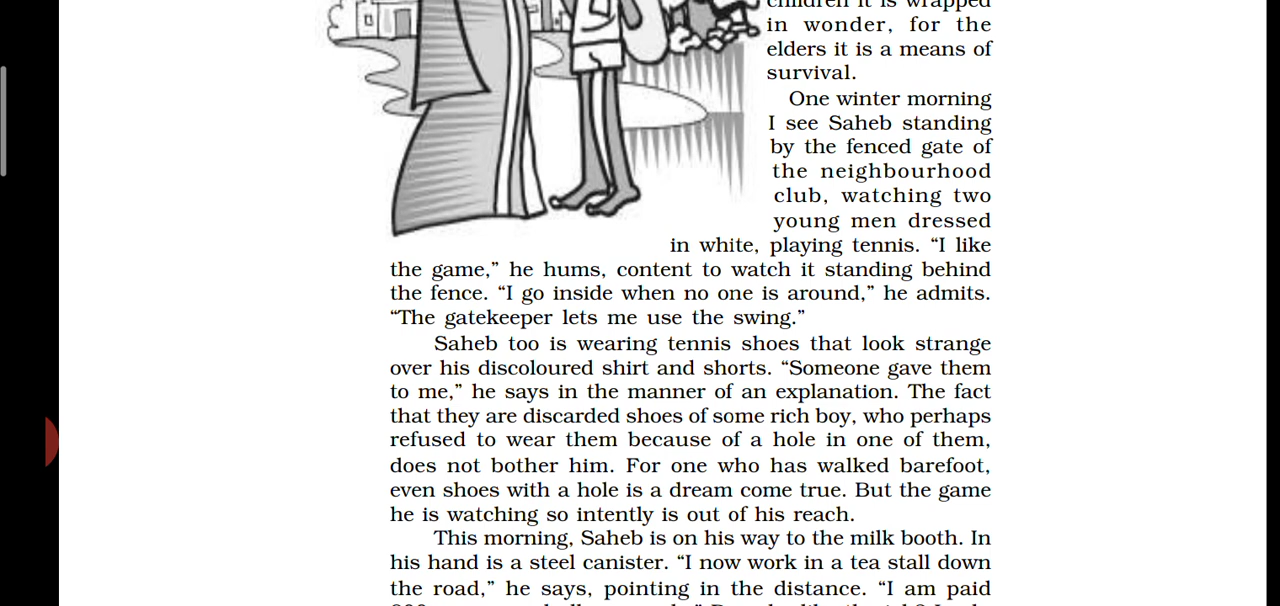 children it is wrapped
in wonder, for the
elders it is a means of
survival.
One winter morning
I see Saheb standing
by the fenced gate of
the neighbourhood
club, watching two
young men dressed
in white, playing tennis. “I like
the game,” he hums, content to watch it standing behind
the fence. “I go inside when no one is around,” he admits.
“The gatekeeper lets me use the swing.”
Saheb too is wearing tennis shoes that look strange
over his discoloured shirt and shorts. “Someone gave them
to me,” he says in the manner of an explanation. The fact
that they are discarded shoes of some rich boy, who perhaps
refused to wear them because of a hole in one of them,
does not bother him. For one who has walked barefoot,
even shoes with a hole is a dream come true. But the game
he is watching so intently is out of his reach.
This morning, Saheb is on his way to the milk booth. In
his hand is a steel canister. “I now work in a tea stall down
the road,” he says, pointing in the distance. “I am paid